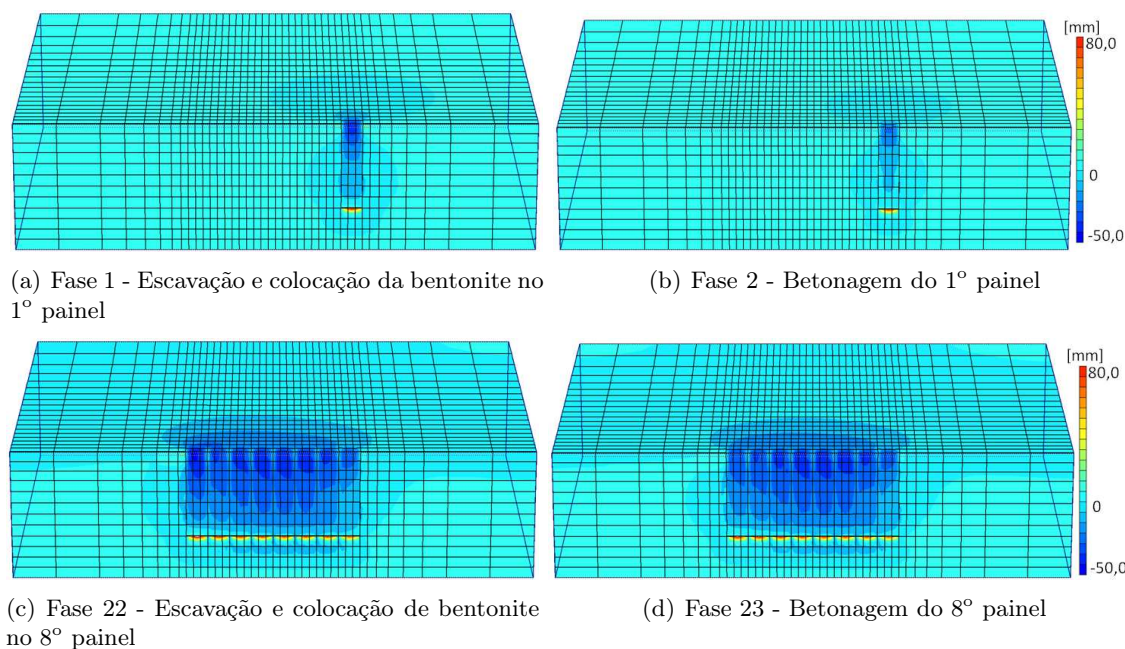 [mm]
80,0
0
-50,0
(a) Fase 1 - Escavação e colocação da bentonite no
1º painel
(b) Fase 2 - Betonagem do 1º painel
[mm]
80,0
0
-50,0
(c) Fase 22 - Escavação e colocação de bentonite
no 8º painel
(d) Fase 23 - Betonagem do 8º painel